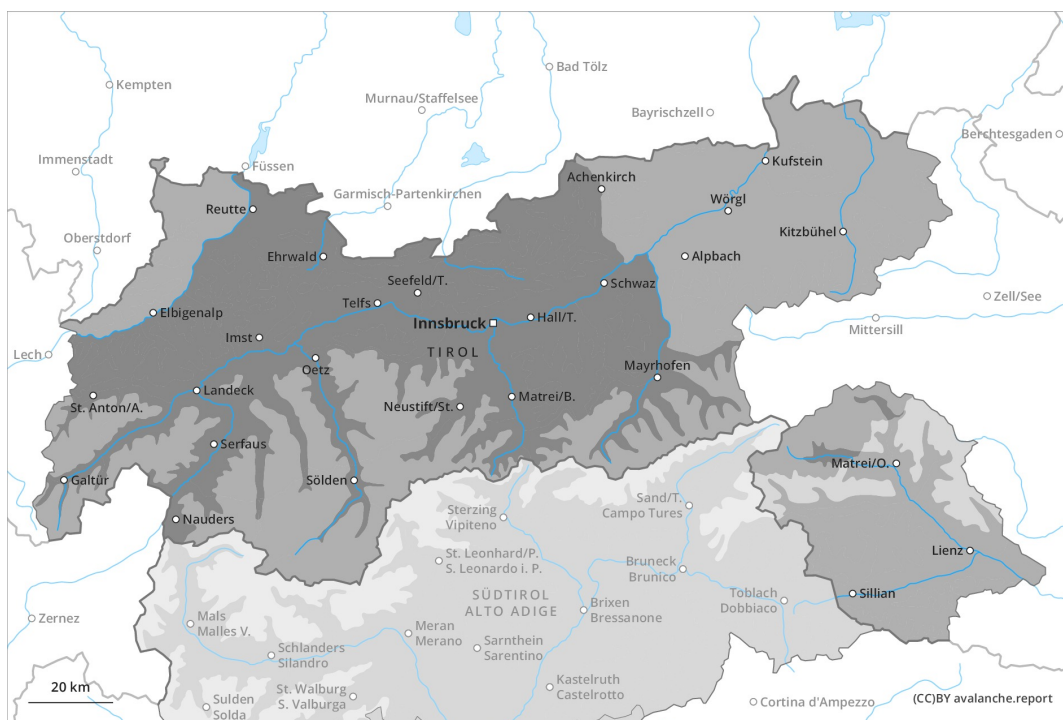 Kempten
Bad Tölz
Murnau/Staffelsee
Bayrischzell
Berchtesgaden
Immenstadt
Füssen
Kufstein
Achenkirch
Garmisch-Partenkirchen
Wörgl
Reutte
Oberstdorf
Kitzbühel
Ehrwald
Alpbach
Seefeld/T.
Schwaz
Zell/See
Telfs
Elbigenalp
Innsbruck
Hall/T.
Mittersill
Imst
TIROL
Lech
Oetz
Mayrhofen
Landeck
St. Anton/A.
Neustift/St.
Matrei/B.
Serfaus
Matrei/O.
Galtür
Sölden
Sand/T.
Campo Tures
Sterzing
Vipiteno
Nauders
Lienz
St. Leonhard/P.
S. Leonardo i. P.
Bruneck
Brunico
SÜDTIROL
ALTO ADIGE
Toblach
Dobbiaco
Sillian
Brixen
Bressanone
Zernez
Mals
Malles V.
Meran
Merano
Sarnthein
Sarentino
Schlanders
Silandro
20 km
St. Walburg
S. Valburga
Kastelruth
Castelrotto
Sulden
Solda
Cortina d'Ampezzo
(CC)BY avalanche.report